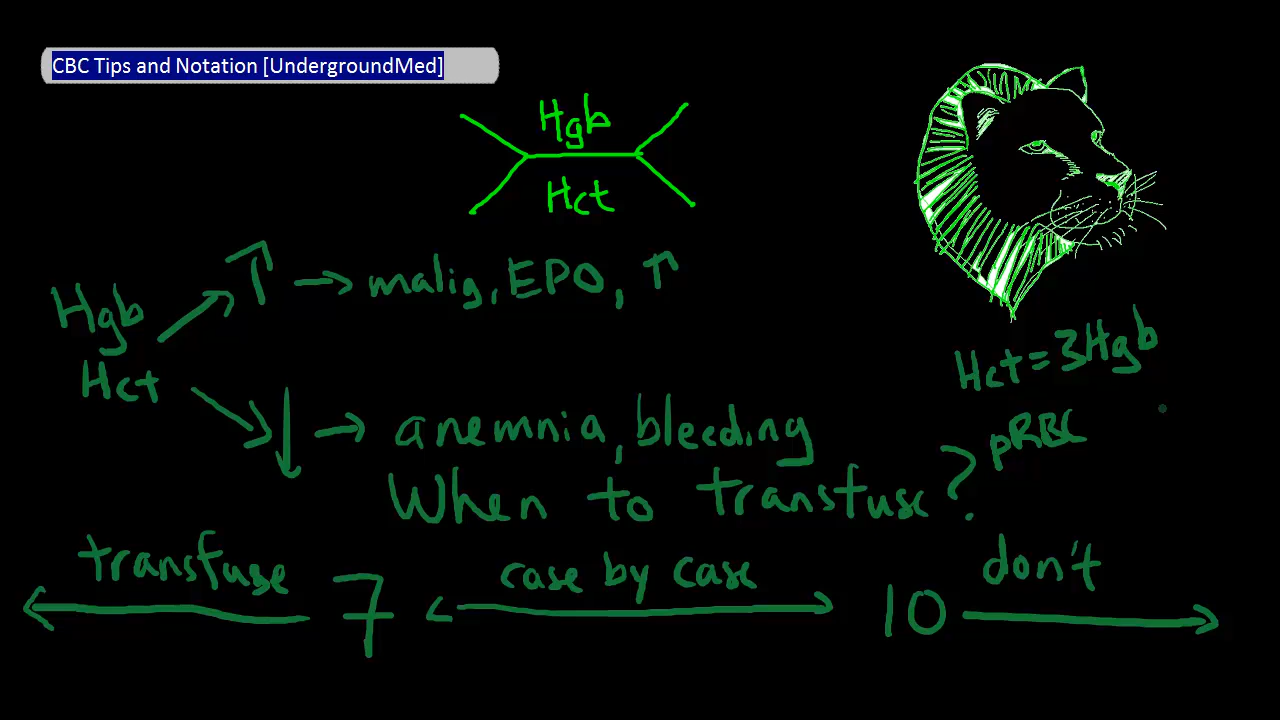 CBC Tips and Notation [UndergroundMed]
Hgb
Hct
Hgb
Hct
↑ → malig, EPO, ↑
↓ → anemnia, bleeding
Hct = 3Hgb
pRBC
When to transfuse?
transfuse
7
case by case
10
don't